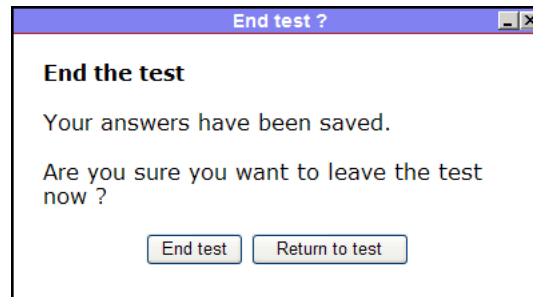 End test ?
End the test
Your answers have been saved.
Are you sure you want to leave the test
now ?
End test Return to test